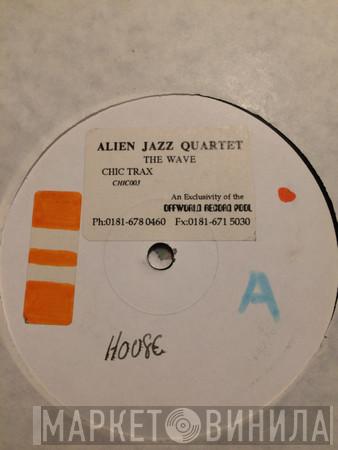 ALIEN JAZZ QUARTET
THE WAVE
CHIC TRAX
CHIC003
An Exclusivity of the
OFFWORLD RECORD POOL
Ph:0181-678 0460 Fx:0181-671 5030
A
HOUSE
МАРКЕТ ВИНИЛА